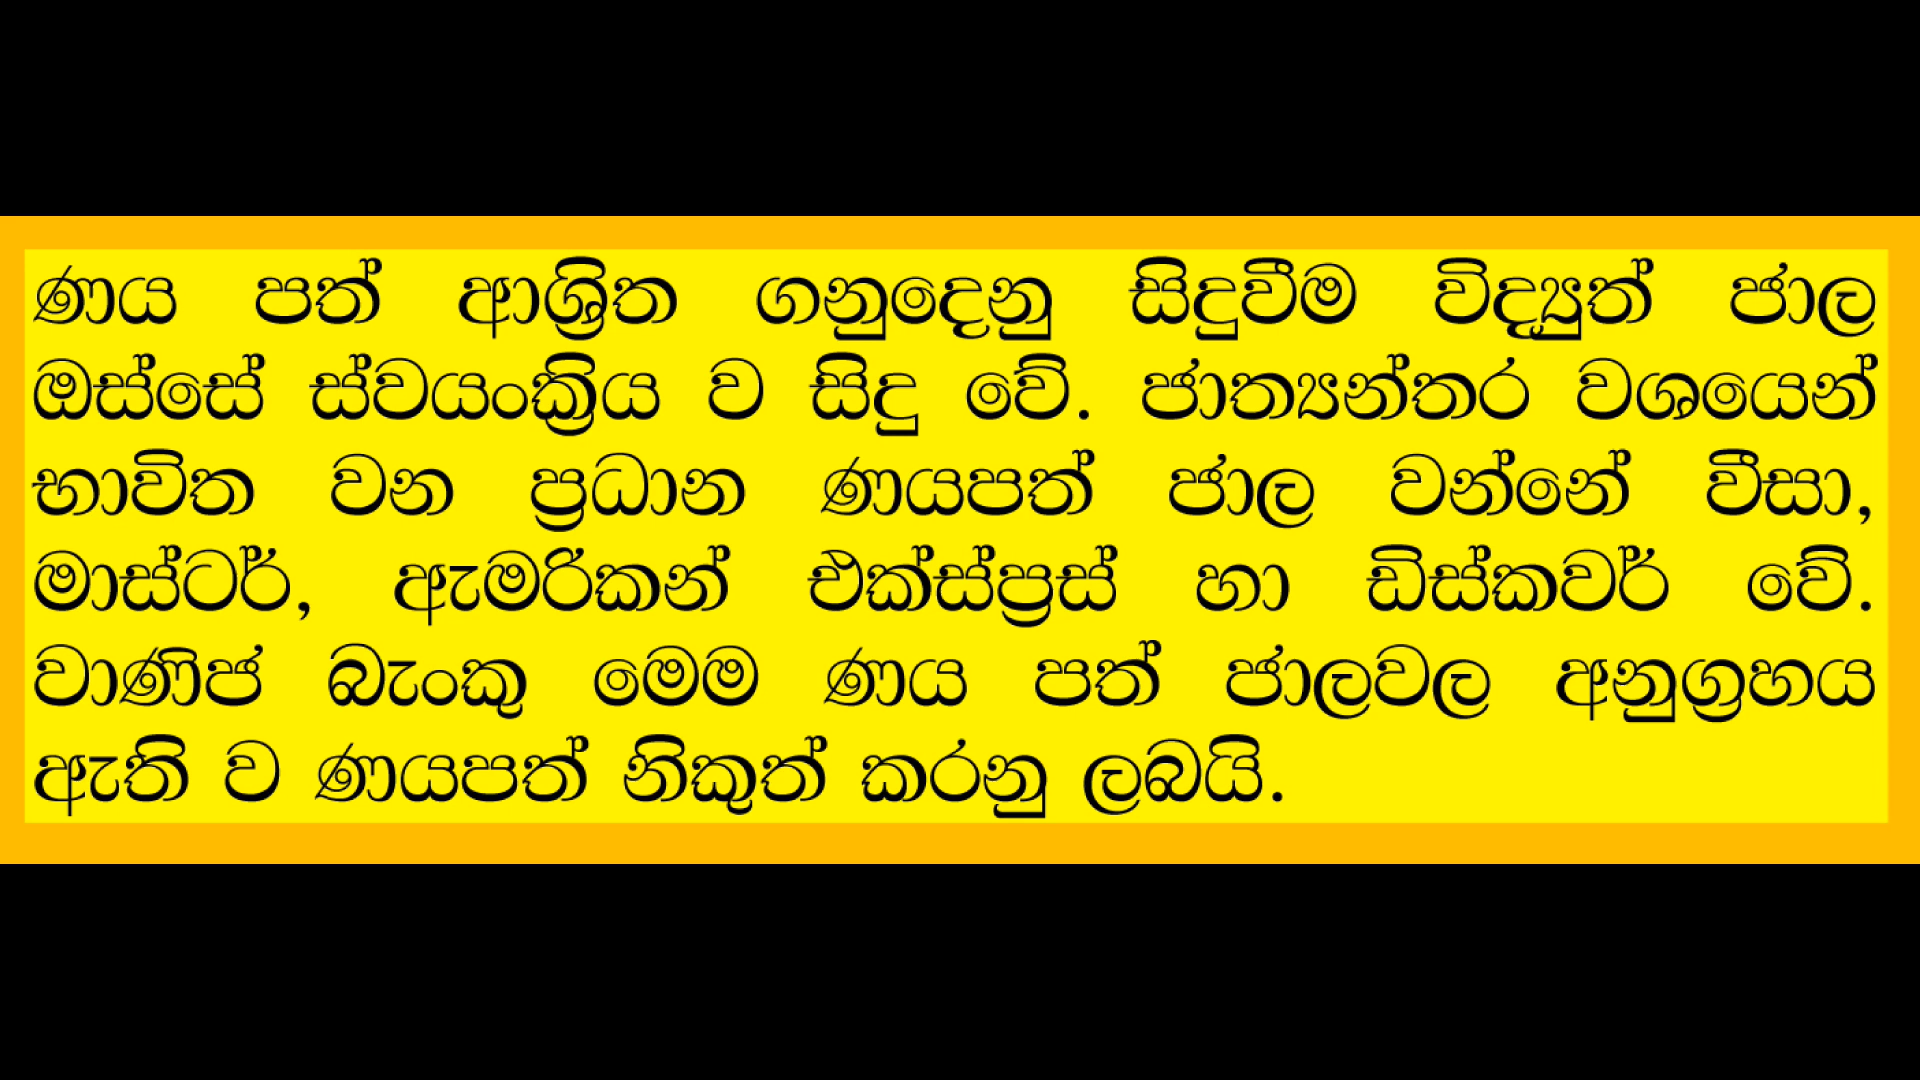 ණය පත් ආශ්‍රිත ගනුදෙනු සිදුවීම විද්‍යුත් ජාල
ඔස්සේ ස්වයංක්‍රිය ව සිදු වේ. ජාත්‍යන්තර වශයෙන්
භාවිත වන ප්‍රධාන ණයපත් ජාල වන්නේ වීසා,
මාස්ටර්, ඇමරිකන් එක්ස්ප්‍රස් හා ඩිස්කවර් වේ.
වාණිජ බැංකු මෙම ණය පත් ජාලවල අනුග්‍රහය
ඇති ව ණයපත් නිකුත් කරනු ලබයි.